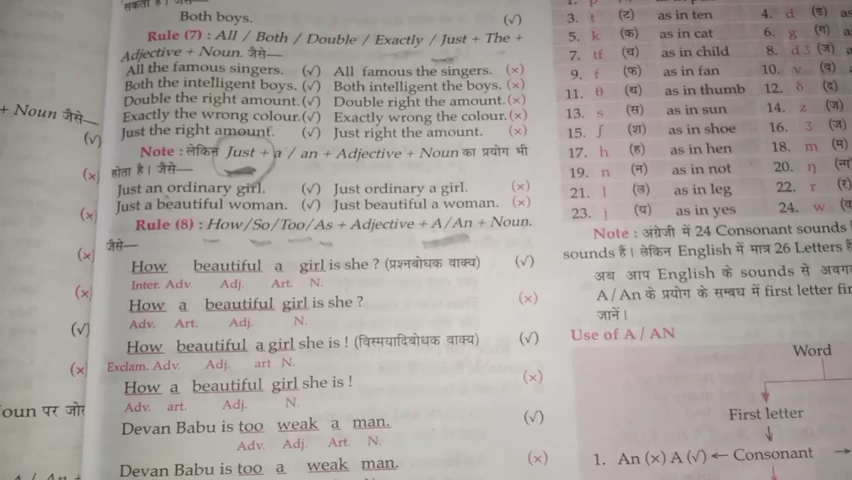 सकता है। जैसे—
Both boys. (√)
Rule (7) : All / Both / Double / Exactly / Just + The +
Adjective + Noun. जैसे—
All the famous singers. (√) All famous the singers. (×)
Both the intelligent boys. (√) Both intelligent the boys. (×)
Double the right amount. (√) Double right the amount. (×)
Exactly the wrong colour. (√) Exactly wrong the colour. (×)
Just the right amount. (√) Just right the amount. (×)
Note : लेकिन Just + a / an + Adjective + Noun का प्रयोग भी
होता है। जैसे—
Just an ordinary girl. (√) Just ordinary a girl. (×)
Just a beautiful woman. (√) Just beautiful a woman. (×)
Rule (8) : How/So/Too/As + Adjective + A/An + Noun.
जैसे—
How beautiful a girl is she ? (प्रश्नबोधक वाक्य) (√)
Inter. Adv. Adj. Art. N.
How a beautiful girl is she ? (×)
Adv. Art. Adj. N.
How beautiful a girl she is ! (विस्मयादिबोधक वाक्य) (√)
Exclam. Adv. Adj. art N.
How a beautiful girl she is ! (×)
Adv. art. Adj. N.
Devan Babu is too weak a man. (√)
Adv. Adj. Art. N.
Devan Babu is too a weak man. (×)
+ Noun जैसे—
(√)
(×)
(×)
(×)
(×)
(√)
(×)
oun पर जोर
3. t (ट) as in ten 4. d (ड) as
5. k (क) as in cat 6. g (ग) a
7. tf (च) as in child 8. d3 (ज) a
9. f (फ) as in fan 10. v (व)
11. θ (थ) as in thumb 12. ð (द)
13. s (स) as in sun 14. z (ज)
15. ʃ (श) as in shoe 16. 3 (ज)
17. h (ह) as in hen 18. m (म)
19. n (न) as in not 20. ŋ
21. l (ल) as in leg 22. r (र)
23. j (य) as in yes 24. w (व
Note : अंग्रेजी में 24 Consonant sounds
sounds हैं। लेकिन English में मात्र 26 Letters है
अब आप English के sounds से अवगत
A/An के प्रयोग के सम्बध में first letter fir
जानें।
Use of A / AN
Word
First letter
1. An (×) A (√) ← Consonant →